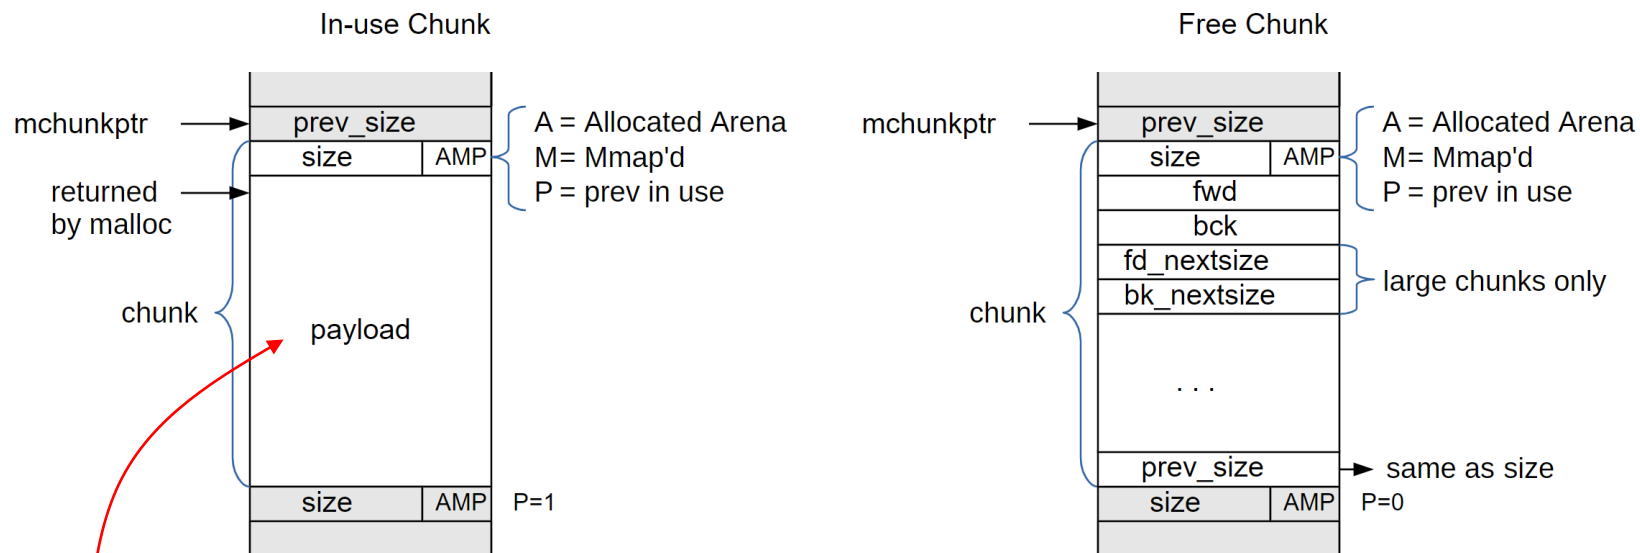 In-use Chunk
Free Chunk
mchunkptr
prev_size
A = Allocated Arena
size
AMP
M= Mmap'd
returned
by malloc
P = prev in use
chunk
payload
size
AMP
P=1
mchunkptr
prev_size
A = Allocated Arena
size
AMP
M= Mmap'd
fwd
P = prev in use
bck
fd_nextsize
bk_nextsize
large chunks only
chunk
. . .
prev_size
same as size
size
AMP
P=0